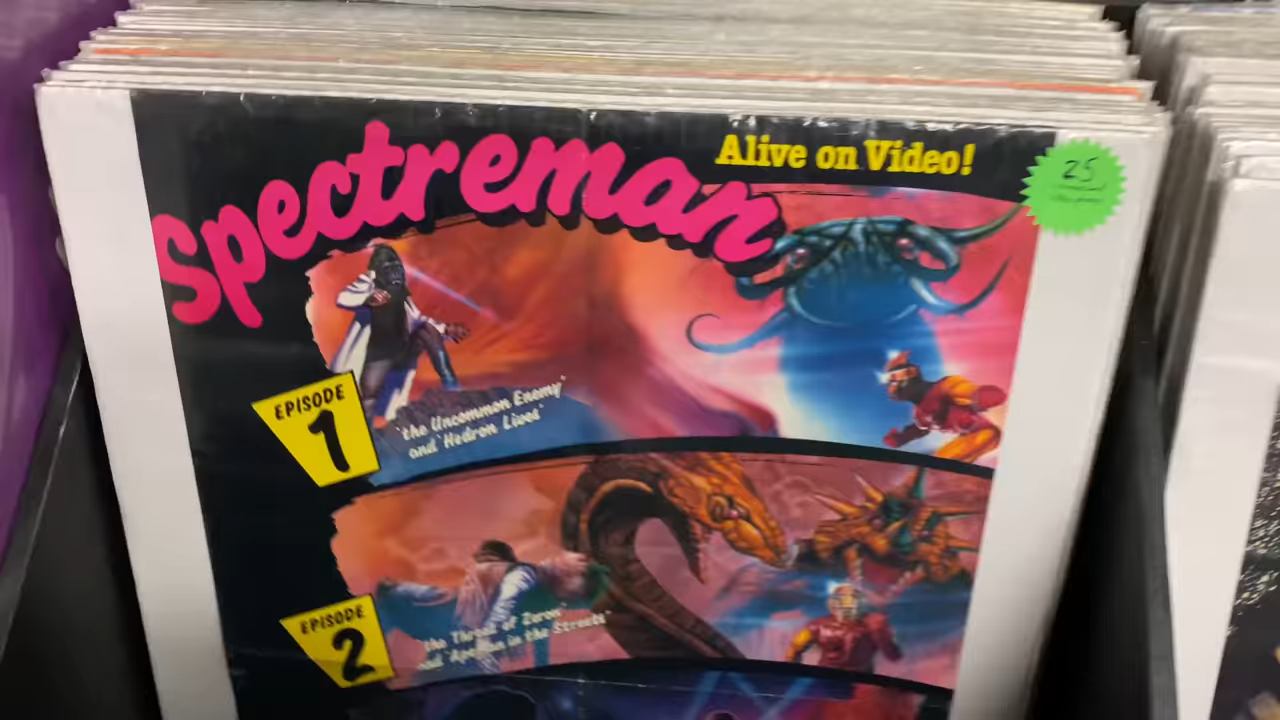 Spectreman
Alive on Video!
25
EPISODE
1
'the Uncommon Enemy'
and 'Hedron Lives'
EPISODE
2
'the Threat of Zeron'
and 'Apeman in the Streets'